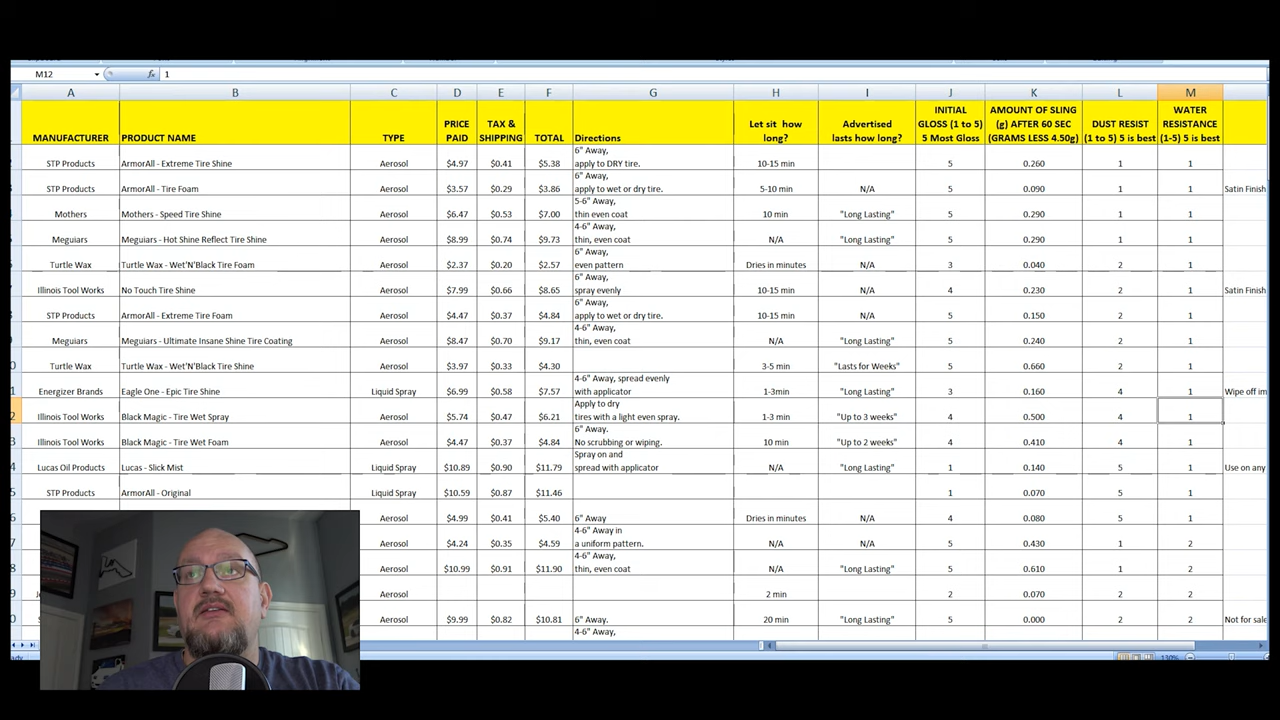 M12 fx 1
A B C D E F G H I J K L M
MANUFACTURER PRODUCT NAME TYPE PRICE PAID TAX & SHIPPING TOTAL Directions Let sit how long? Advertised lasts how long? INITIAL GLOSS (1 to 5) 5 Most Gloss AMOUNT OF SLING (g) AFTER 60 SEC (GRAMS LESS 4.50g) DUST RESIST (1 to 5) 5 is best WATER RESISTANCE (1-5) 5 is best
2 STP Products ArmorAll - Extreme Tire Shine Aerosol $4.97 $0.41 $5.38 6" Away, apply to DRY tire. 10-15 min 5 0.260 1 1
3 STP Products ArmorAll - Tire Foam Aerosol $3.57 $0.29 $3.86 6" Away, apply to wet or dry tire. 5-10 min N/A 5 0.090 1 1 Satin Finish
4 Mothers Mothers - Speed Tire Shine Aerosol $6.47 $0.53 $7.00 5-6" Away, thin even coat 10 min "Long Lasting" 5 0.290 1 1
Meguiars Meguiars - Hot Shine Reflect Tire Shine Aerosol $8.99 $0.74 $9.73 4-6" Away, thin, even coat N/A "Long Lasting" 5 0.290 1 1
Turtle Wax Turtle Wax - Wet'N'Black Tire Foam Aerosol $2.37 $0.20 $2.57 6" Away, even pattern Dries in minutes N/A 3 0.040 2 1
Illinois Tool Works No Touch Tire Shine Aerosol $7.99 $0.66 $8.65 6" Away, spray evenly 10-15 min N/A 4 0.230 2 1 Satin Finish
8 STP Products ArmorAll - Extreme Tire Foam Aerosol $4.47 $0.37 $4.84 6" Away, apply to wet or dry tire. 10-15 min N/A 5 0.150 2 1
9 Meguiars Meguiars - Ultimate Insane Shine Tire Coating Aerosol $8.47 $0.70 $9.17 4-6" Away, thin, even coat N/A "Long Lasting" 5 0.240 2 1
0 Turtle Wax Turtle Wax - Wet'N'Black Tire Shine Aerosol $3.97 $0.33 $4.30 3-5 min "Lasts for Weeks" 5 0.660 2 1
1 Energizer Brands Eagle One - Epic Tire Shine Liquid Spray $6.99 $0.58 $7.57 4-6" Away, spread evenly with applicator 1-3min "Long Lasting" 3 0.160 4 1 Wipe off im
2 Illinois Tool Works Black Magic - Tire Wet Spray Aerosol $5.74 $0.47 $6.21 Apply to dry tires with a light even spray. 1-3 min "Up to 3 weeks" 4 0.500 4 1
3 Illinois Tool Works Black Magic - Tire Wet Foam Aerosol $4.47 $0.37 $4.84 6" Away. No scrubbing or wiping. 10 min "Up to 2 weeks" 4 0.410 4 1
4 Lucas Oil Products Lucas - Slick Mist Liquid Spray $10.89 $0.90 $11.79 Spray on and spread with applicator N/A "Long Lasting" 1 0.140 5 1 Use on any
5 STP Products ArmorAll - Original Liquid Spray $10.59 $0.87 $11.46 1 0.070 5 1
6 Aerosol $4.99 $0.41 $5.40 6" Away Dries in minutes N/A 4 0.080 5 1
7 Aerosol $4.24 $0.35 $4.59 4-6" Away in a uniform pattern. N/A N/A 5 0.430 1 2
8 Aerosol $10.99 $0.91 $11.90 4-6" Away, thin, even coat N/A "Long Lasting" 5 0.610 1 2
9 Aerosol 2 min 2 0.070 2 2
0 Aerosol $9.99 $0.82 $10.81 6" Away. 20 min "Long Lasting" 5 0.000 2 2 Not for sale
4-6" Away,
130%